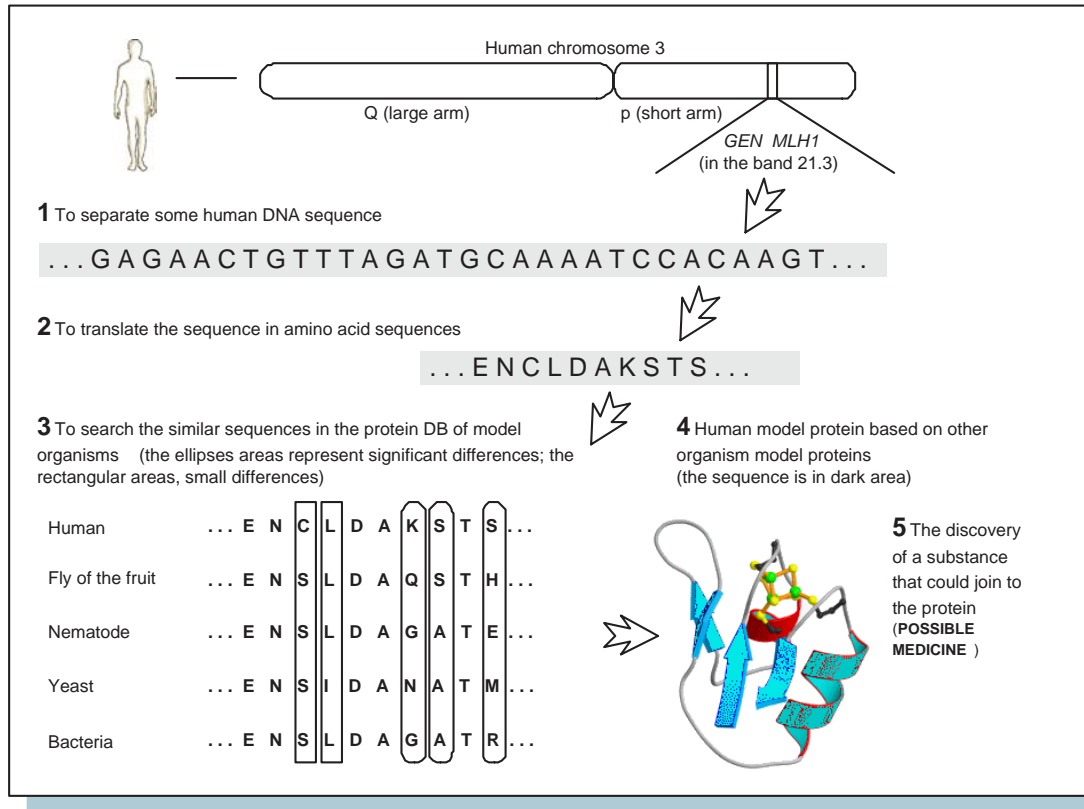 Human chromosome 3
Q (large arm)
p (short arm)
GEN MLH1
(in the band 21.3)
1 To separate some human DNA sequence
...GAGAACTGTTTAGATGCAAAATCCACAAGT...
2 To translate the sequence in amino acid sequences
...ENCLDAKSTS...
3 To search the similar sequences in the protein DB of model
organisms (the ellipses areas represent significant differences; the
rectangular areas, small differences)
Human ... E N C L D A K S T S ...
Fly of the fruit ... E N S L D A Q S T H ...
Nematode ... E N S L D A G A T E ...
Yeast ... E N S I D A N A T M ...
Bacteria ... E N S L D A G A T R ...
4 Human model protein based on other
organism model proteins
(the sequence is in dark area)
5 The discovery
of a substance
that could join to
the protein
(POSSIBLE
MEDICINE )